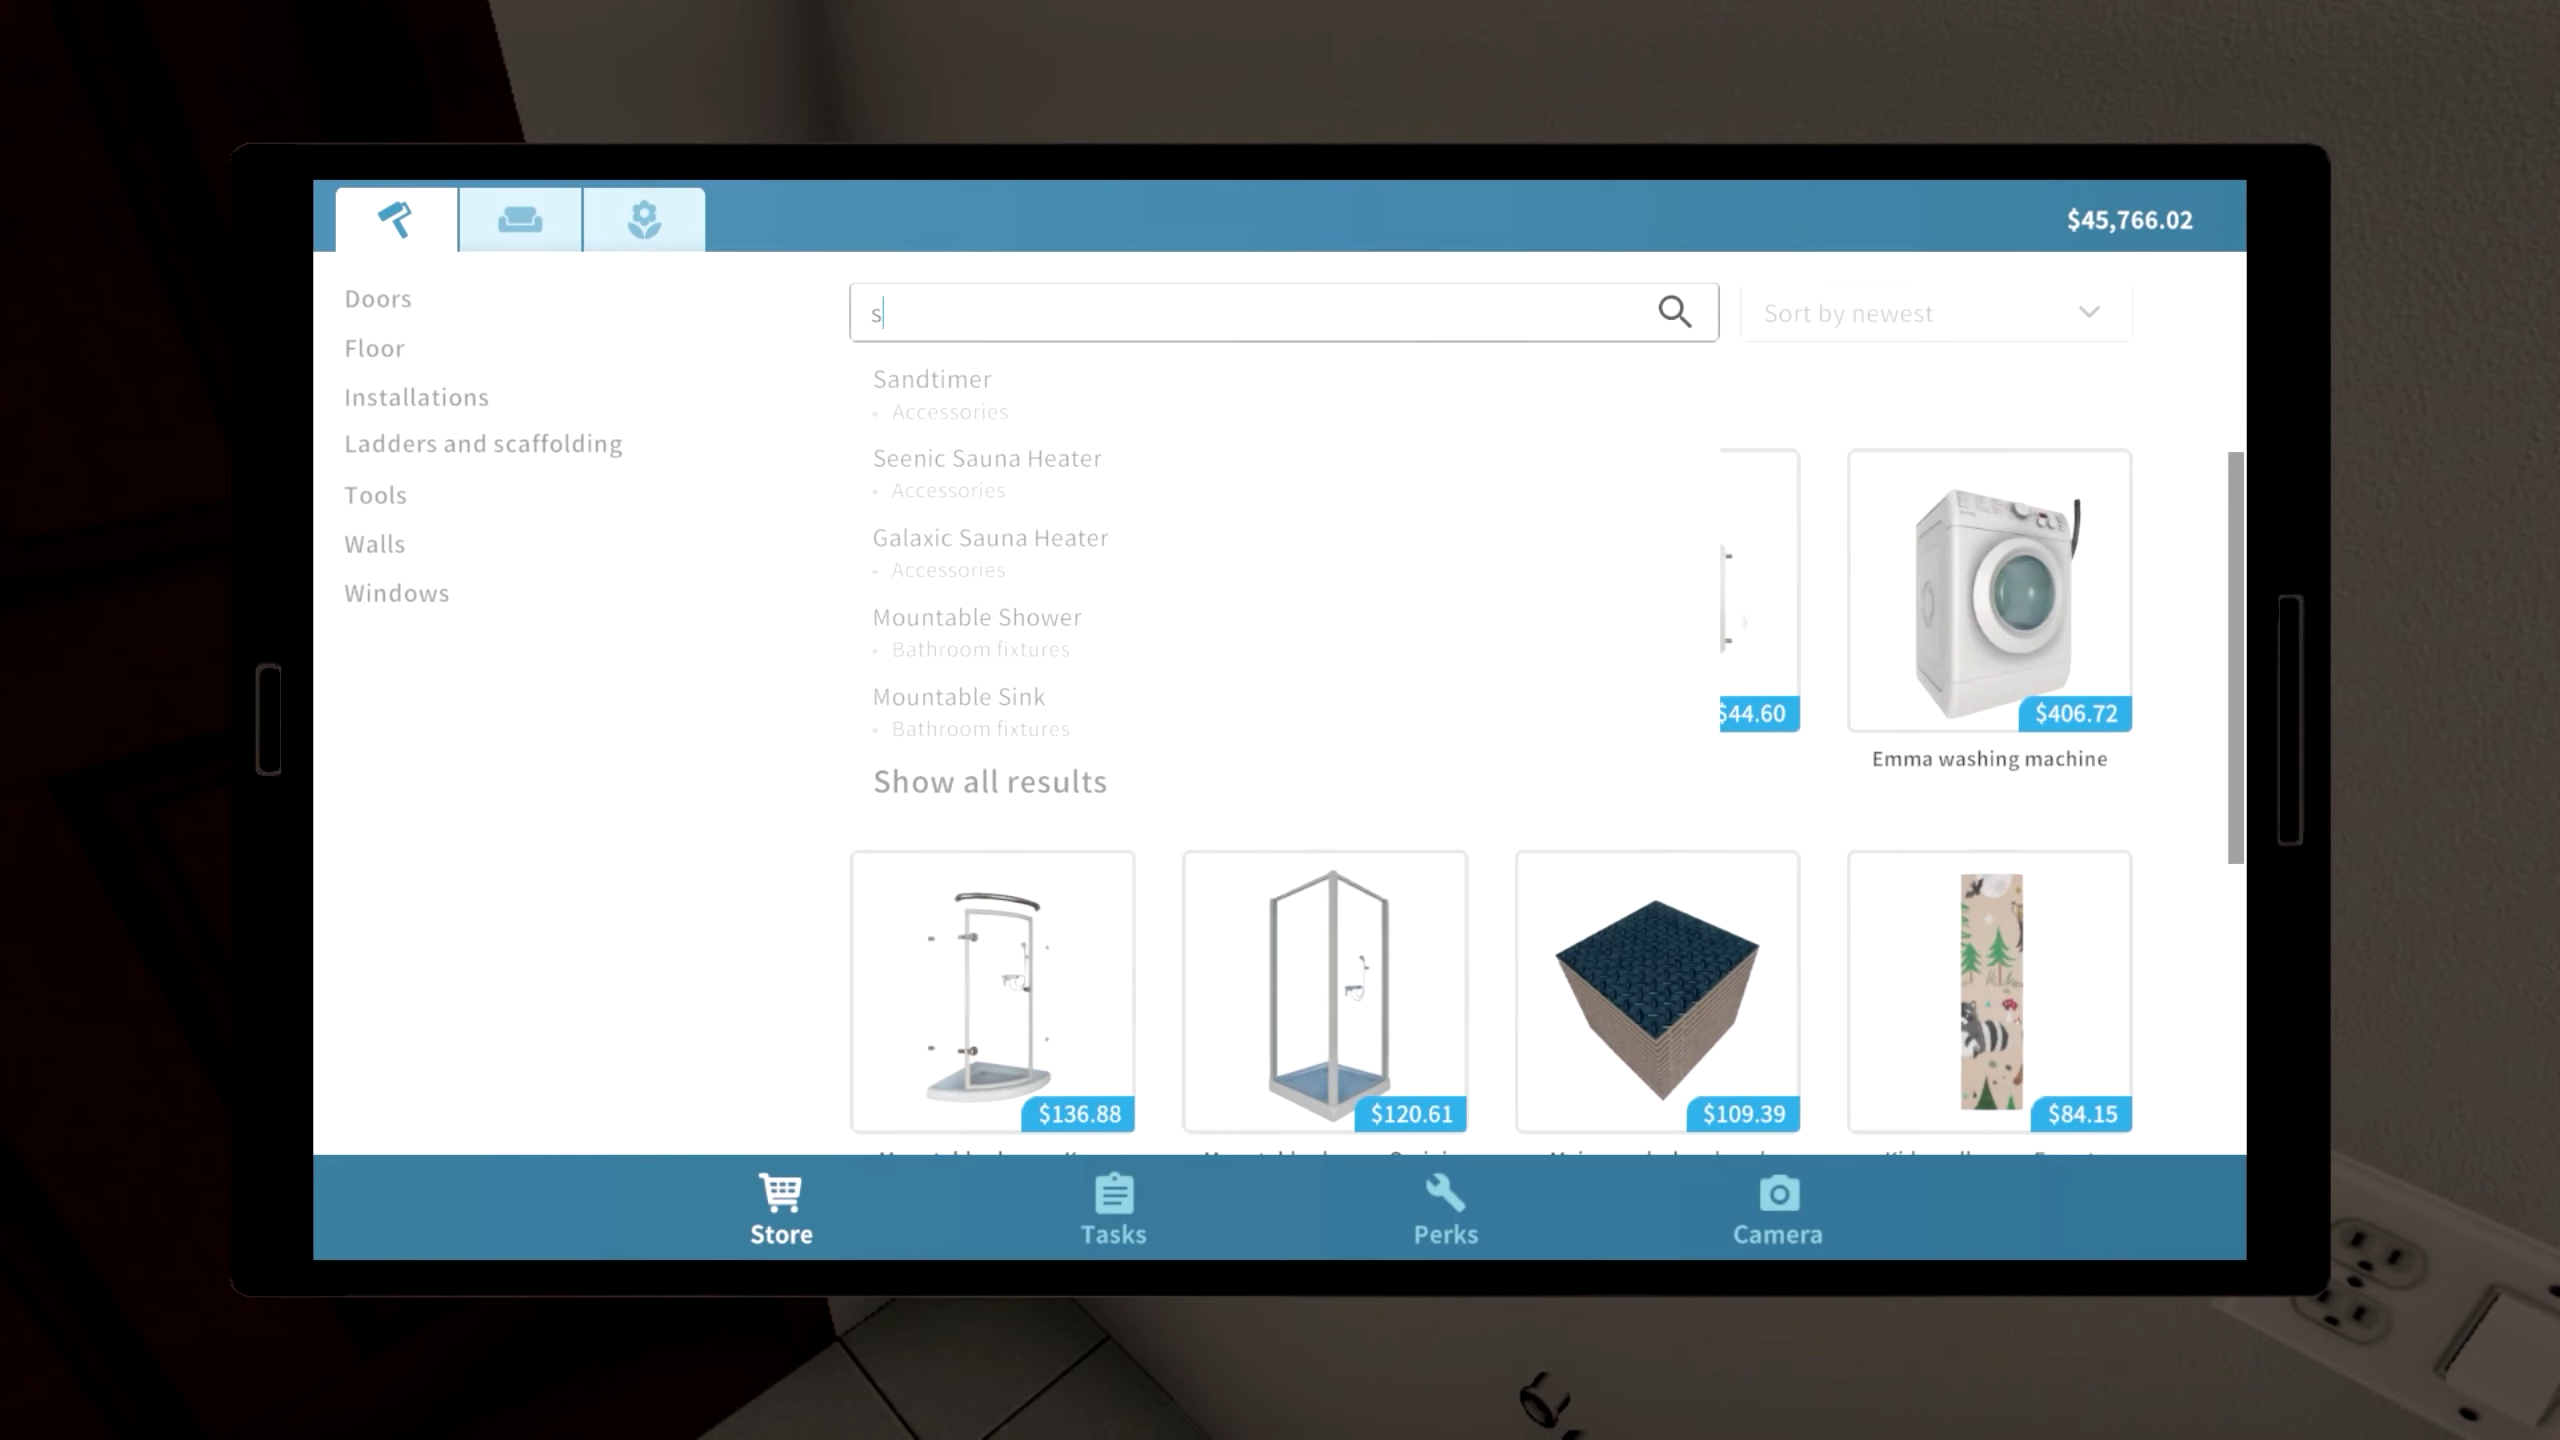 $45,766.02
Doors
Floor
Installations
Ladders and scaffolding
Tools
Walls
Windows
s
Sort by newest
Sandtimer
• Accessories
Seenic Sauna Heater
• Accessories
Galaxic Sauna Heater
• Accessories
Mountable Shower
• Bathroom fixtures
Mountable Sink
• Bathroom fixtures
Show all results
$44.60
$406.72
Emma washing machine
$136.88
$120.61
$109.39
$84.15
Store
Tasks
Perks
Camera